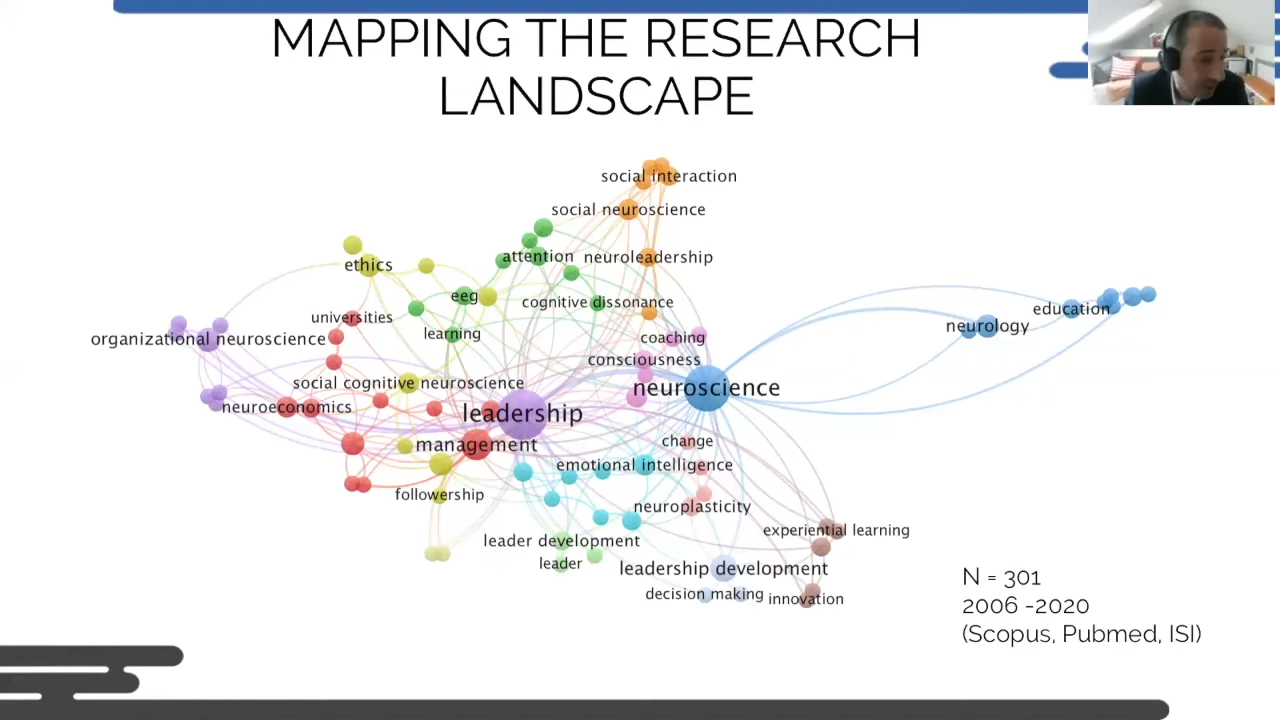 MAPPING THE RESEARCH
LANDSCAPE
social interaction
social neuroscience
attention
neuroleadership
ethics
eeg
cognitive dissonance
universities
learning
organizational neuroscience
coaching
consciousness
social cognitive neuroscience
neuroscience
neuroeconomics
leadership
management
change
emotional intelligence
followership
neuroplasticity
experiential learning
leader development
leader
leadership development
decision making
innovation
education
neurology
N = 301
2006 -2020
(Scopus, Pubmed, ISI)